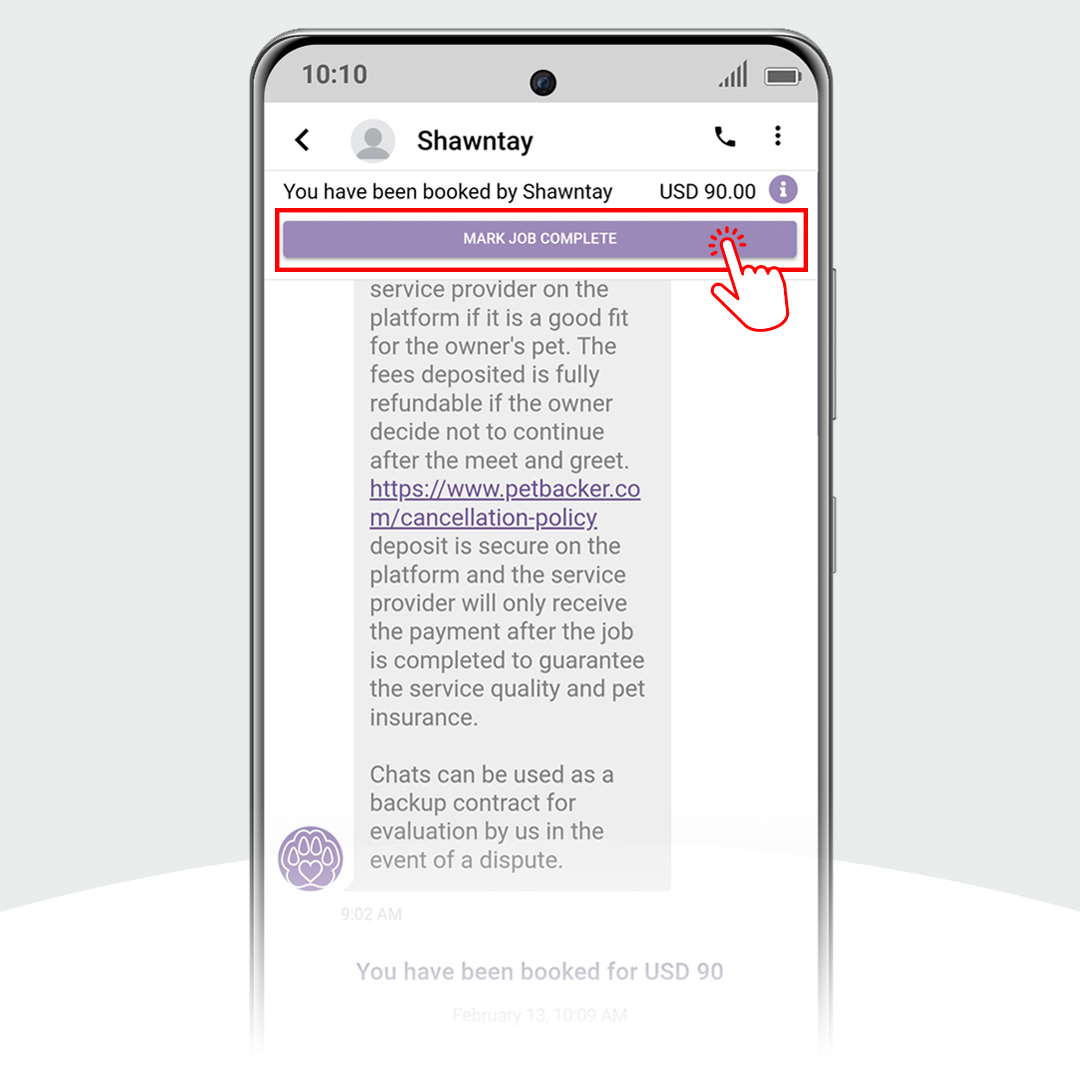 10:10
Shawntay
You have been booked by Shawntay USD 90.00
MARK JOB COMPLETE
service provider on the
platform if it is a good fit
for the owner's pet. The
fees deposited is fully
refundable if the owner
decide not to continue
after the meet and greet.
https://www.petbacker.co
m/cancellation-policy
deposit is secure on the
platform and the service
provider will only receive
the payment after the job
is completed to guarantee
the service quality and pet
insurance.
Chats can be used as a
backup contract for
evaluation by us in the
event of a dispute.
9:02 AM
You have been booked for USD 90
February 13, 10:09 AM